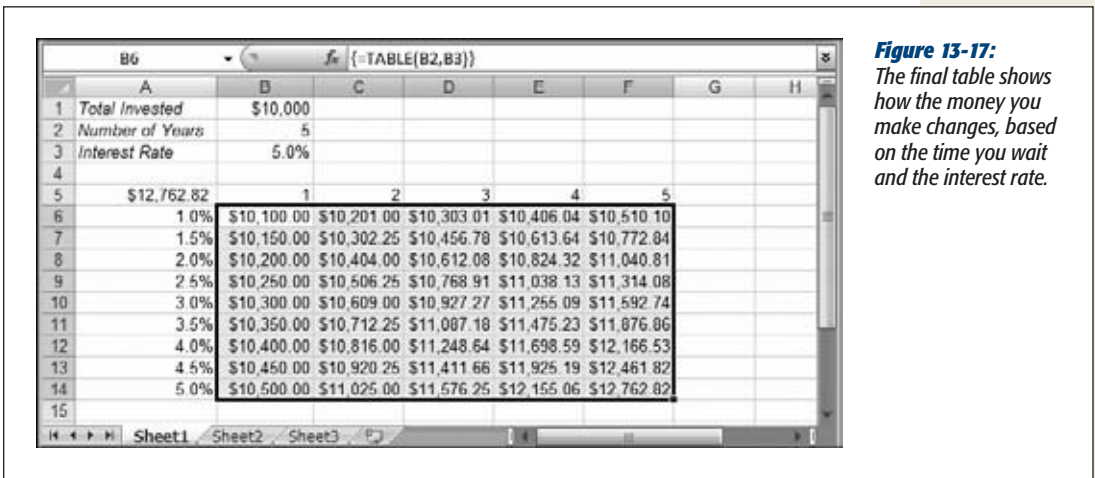 B6 fx {=TABLE(B2,B3)}
A B C D E F G H
1 Total Invested $10,000
2 Number of Years 5
3 Interest Rate 5.0%
4
5 $12,762.82 1 2 3 4 5
6 1.0% $10,100.00 $10,201.00 $10,303.01 $10,406.04 $10,510.10
7 1.5% $10,150.00 $10,302.25 $10,456.78 $10,613.64 $10,772.84
8 2.0% $10,200.00 $10,404.00 $10,612.08 $10,824.32 $11,040.81
9 2.5% $10,250.00 $10,506.25 $10,768.91 $11,038.13 $11,314.08
10 3.0% $10,300.00 $10,609.00 $10,927.27 $11,255.09 $11,592.74
11 3.5% $10,350.00 $10,712.25 $11,087.18 $11,475.23 $11,876.86
12 4.0% $10,400.00 $10,816.00 $11,248.64 $11,698.59 $12,166.53
13 4.5% $10,450.00 $10,920.25 $11,411.66 $11,925.19 $12,461.82
14 5.0% $10,500.00 $11,025.00 $11,576.25 $12,155.06 $12,762.82
15
Sheet1 Sheet2 Sheet3
Figure 13-17:
The final table shows
how the money you
make changes, based
on the time you wait
and the interest rate.